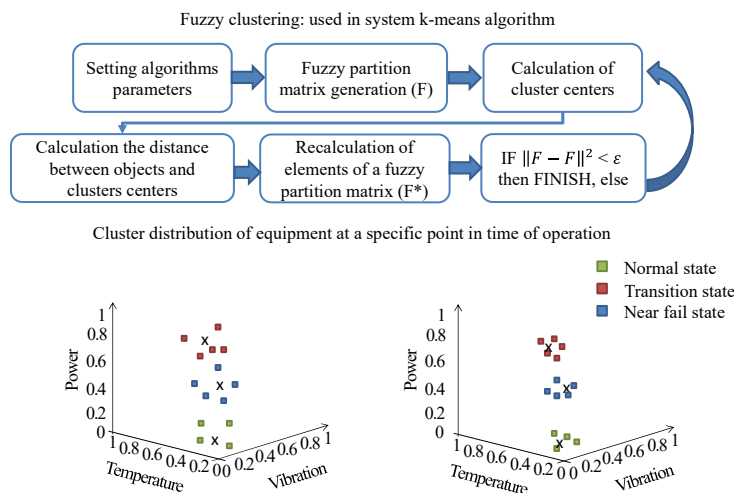 Fuzzy clustering: used in system k-means algorithm
Setting algorithms
parameters
Fuzzy partition
matrix generation (F)
Calculation of
cluster centers
Calculation the distance
between objects and
clusters centers
Recalculation of
elements of a fuzzy
partition matrix (F*)
IF ‖F − F‖² < ε
then FINISH, else
Cluster distribution of equipment at a specific point in time of operation
Normal state
Transition state
Near fail state
1
0.8
0.6
0.4
0.2
0
Power
x
x
x
1 0.8 0.6 0.4 0.2 0
Temperature
0 0.2 0.4 0.6 0.8 1
Vibration
1
0.8
0.6
0.4
0.2
0
Power
x
x
x
1 0.8 0.6 0.4 0.2 0
Temperature
0 0.2 0.4 0.6 0.8 1
Vibration